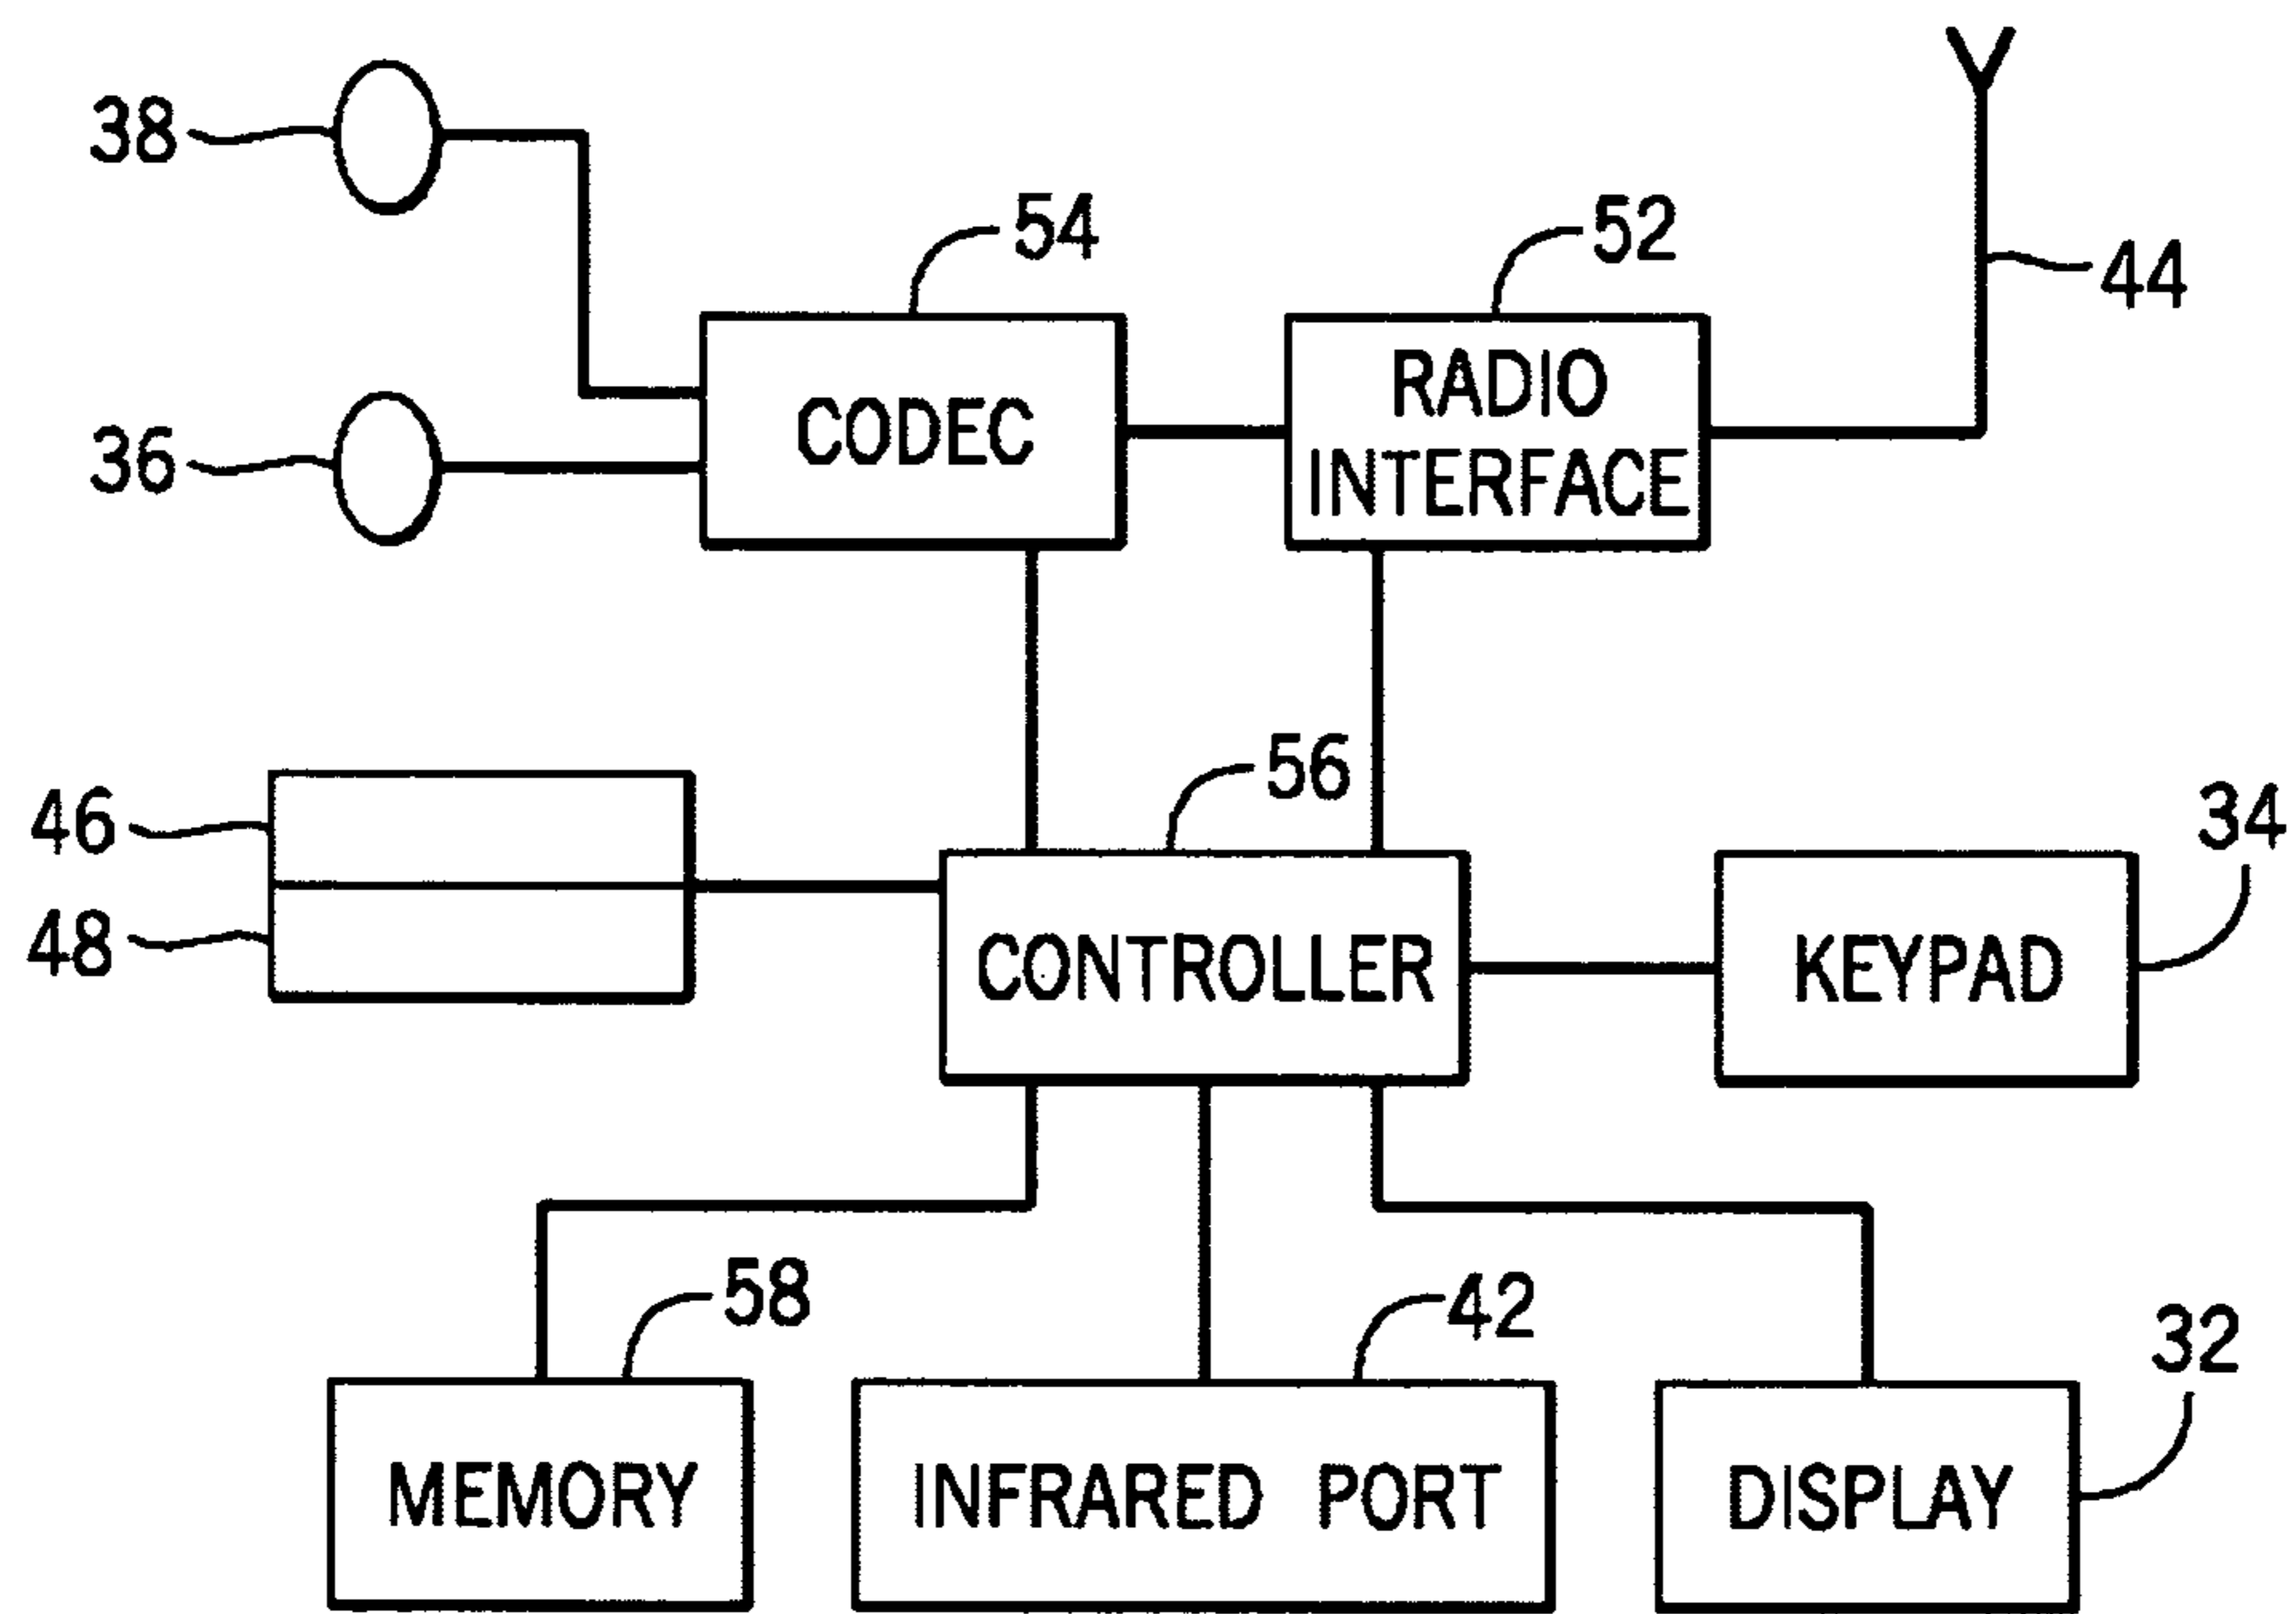 38
54
52
44
36
CODEC
RADIO
INTERFACE
56
46
34
48
CONTROLLER
KEYPAD
58
42
32
MEMORY
INFRARED PORT
DISPLAY